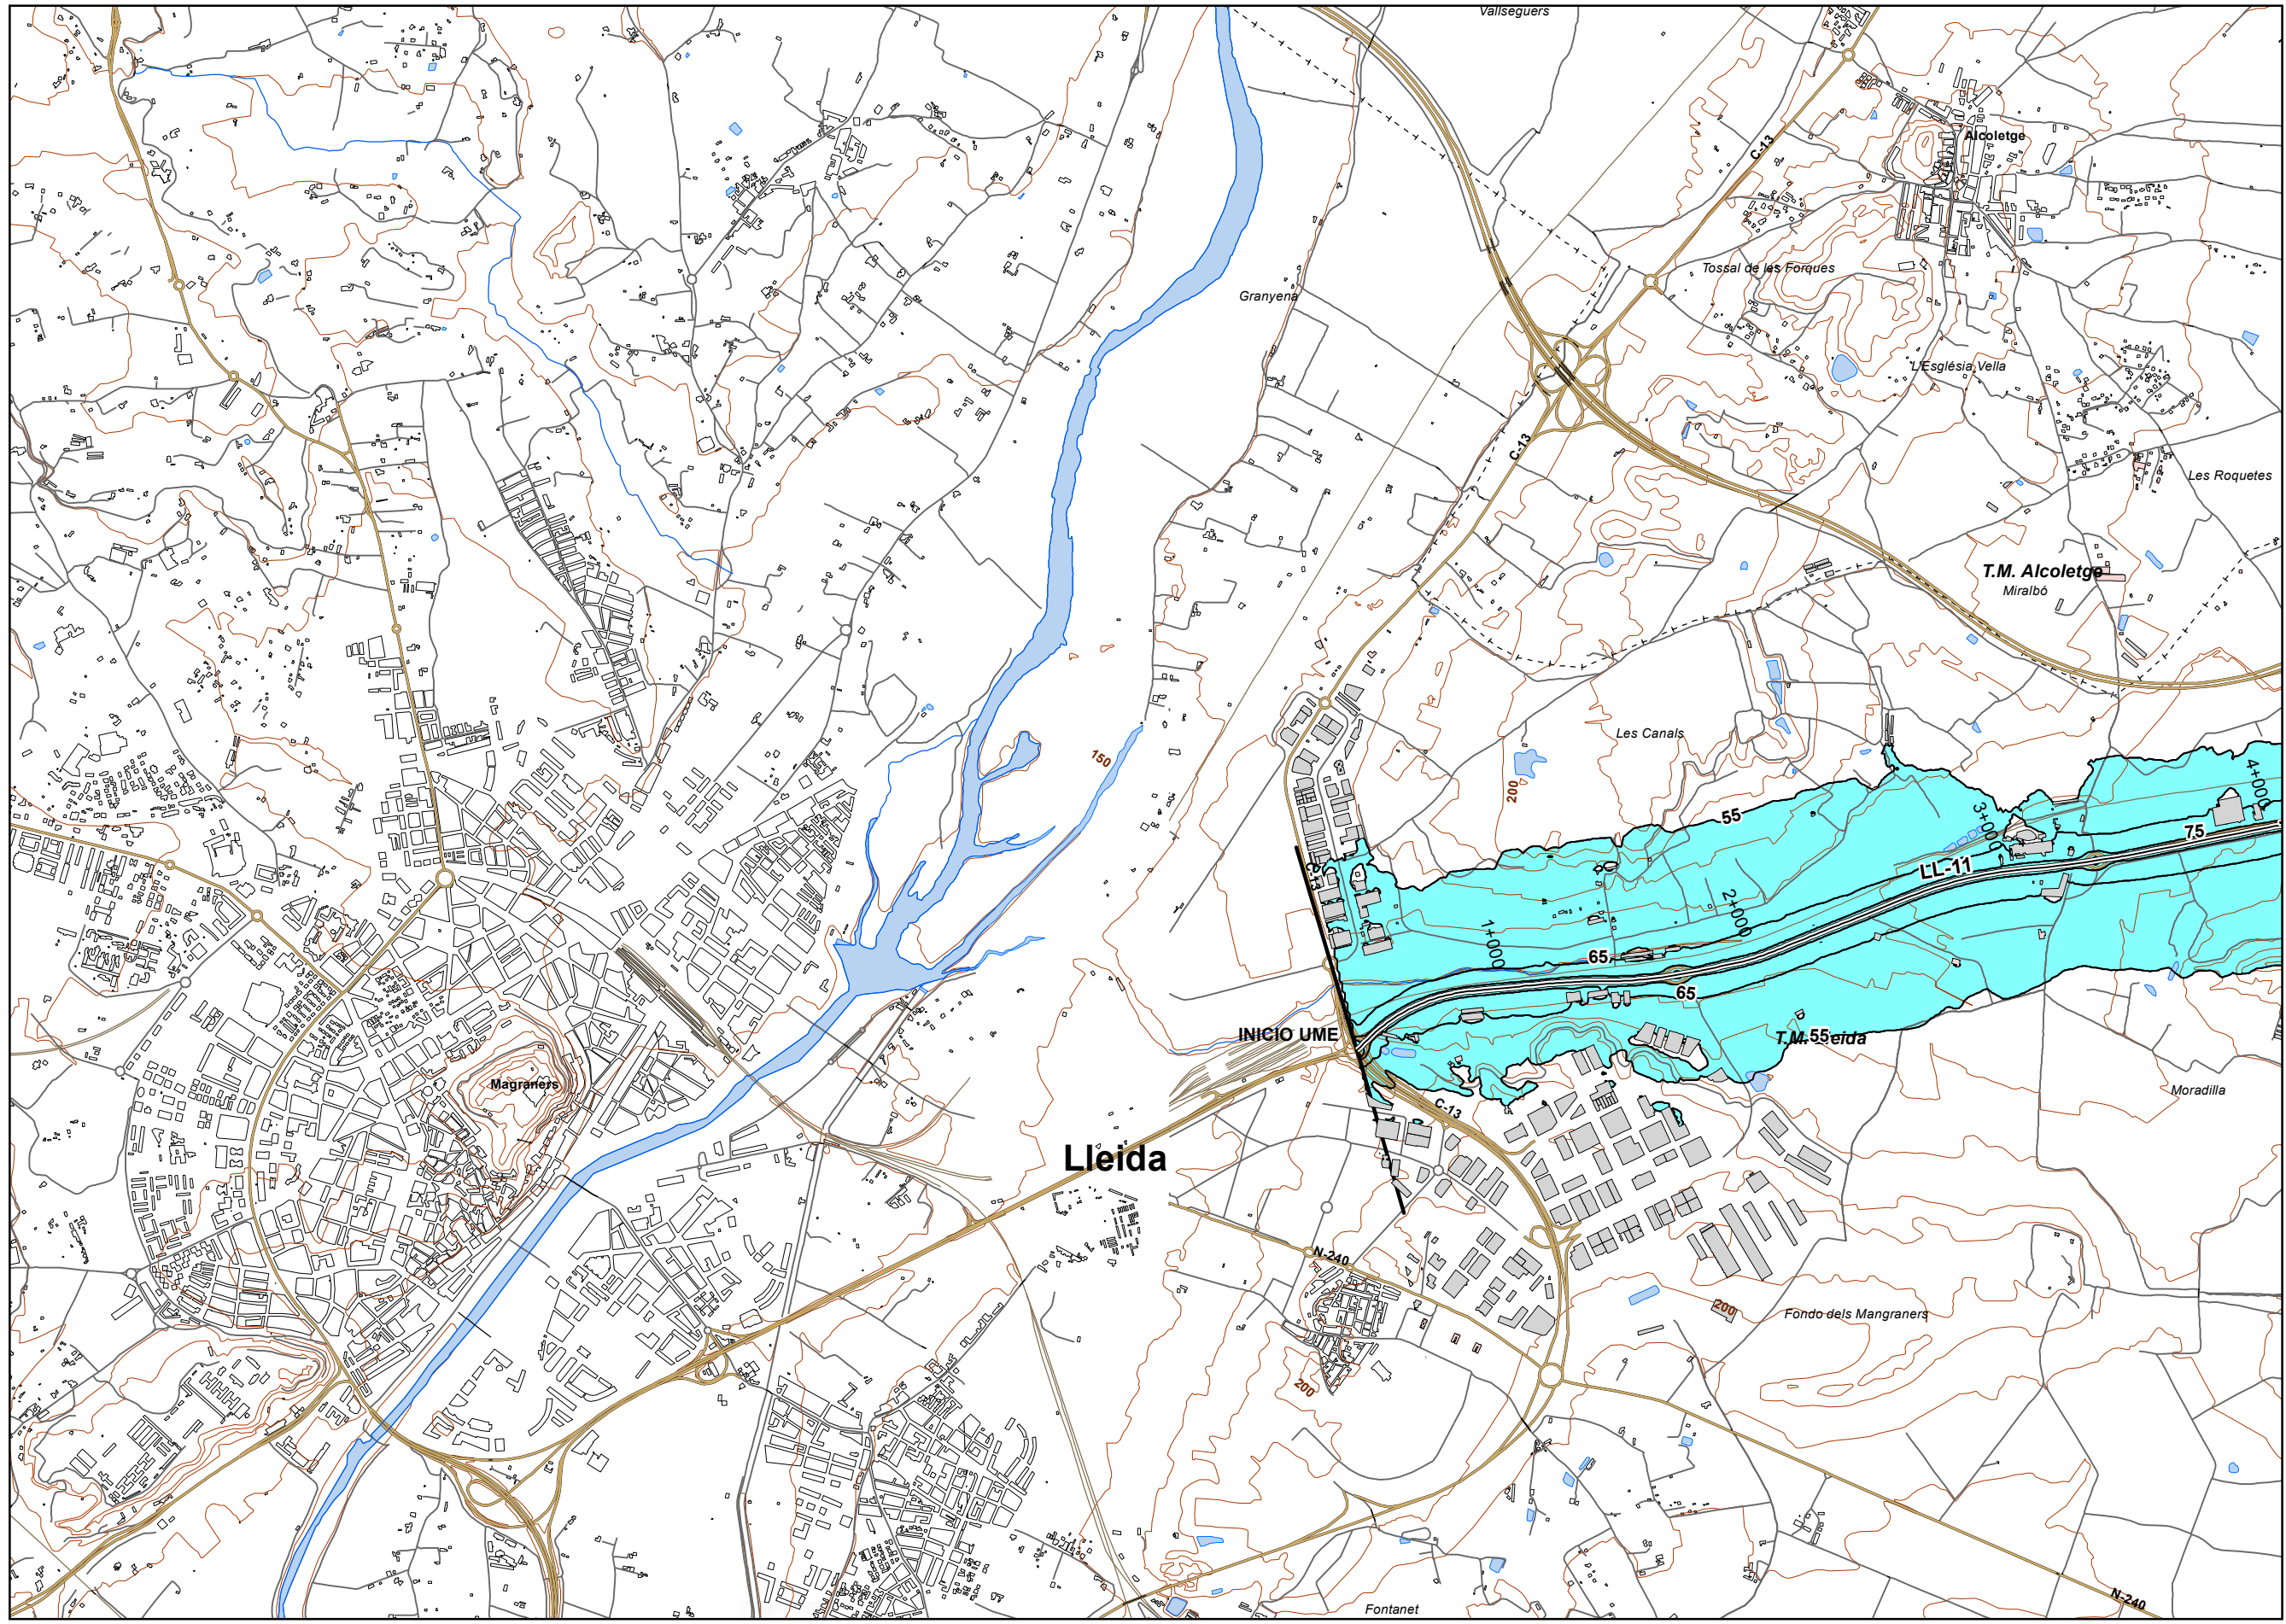 Vallseguers
Alcoletge
C-13
Tossal de les Forques
Granyena
L'Església Vella
C-13
Les Roquetes
T.M. Alcoletge
Miralbó
Les Canals
150
200
55
4+000
3+000
75
LL-11
2+000
1+000
65
65
INICIO UME
55
T.M. eida
Magraners
Moradilla
C-13
Lleida
N-240
200
Fondo dels Mangraners
200
N-240
Fontanet